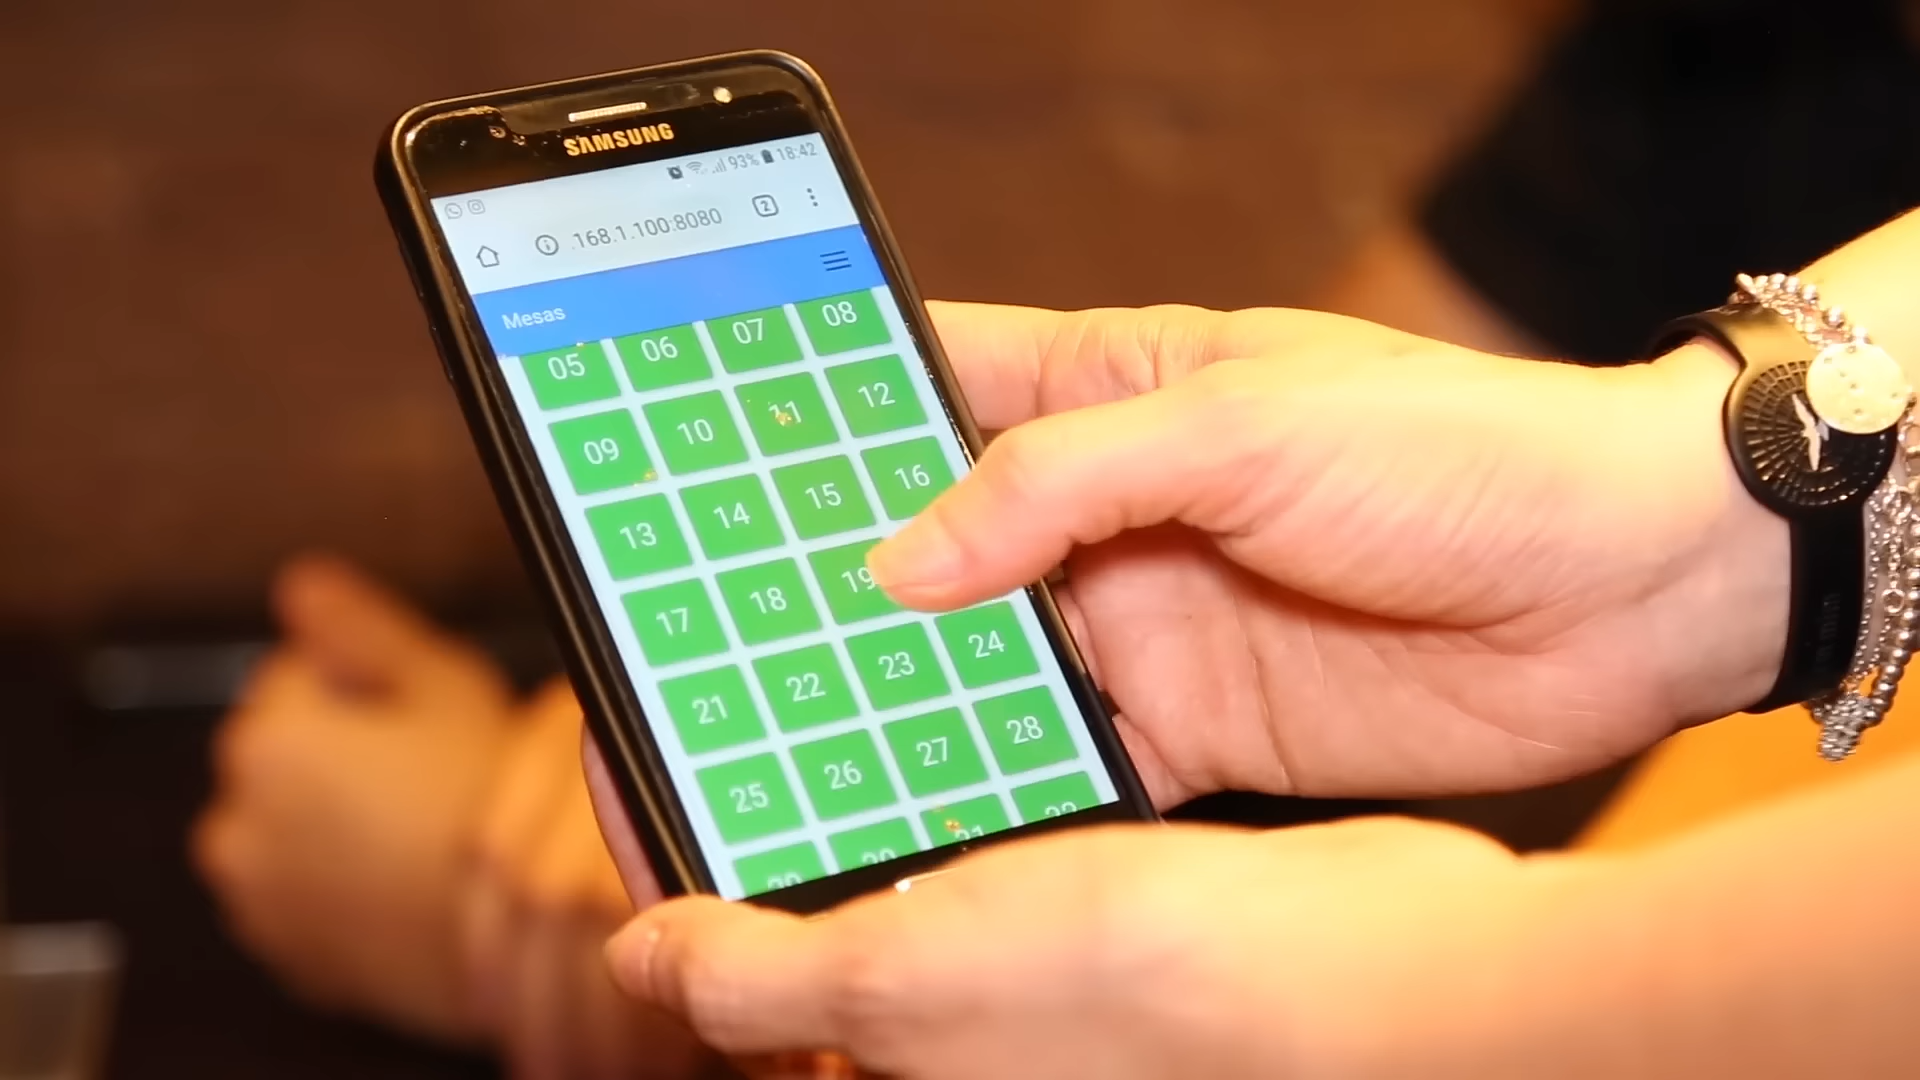 SAMSUNG
93% 18:42
.168.1.100:8080 2
Mesas
05 06 07 08
09 10 11 12
13 14 15 16
17 18 19
21 22 23 24
25 26 27 28